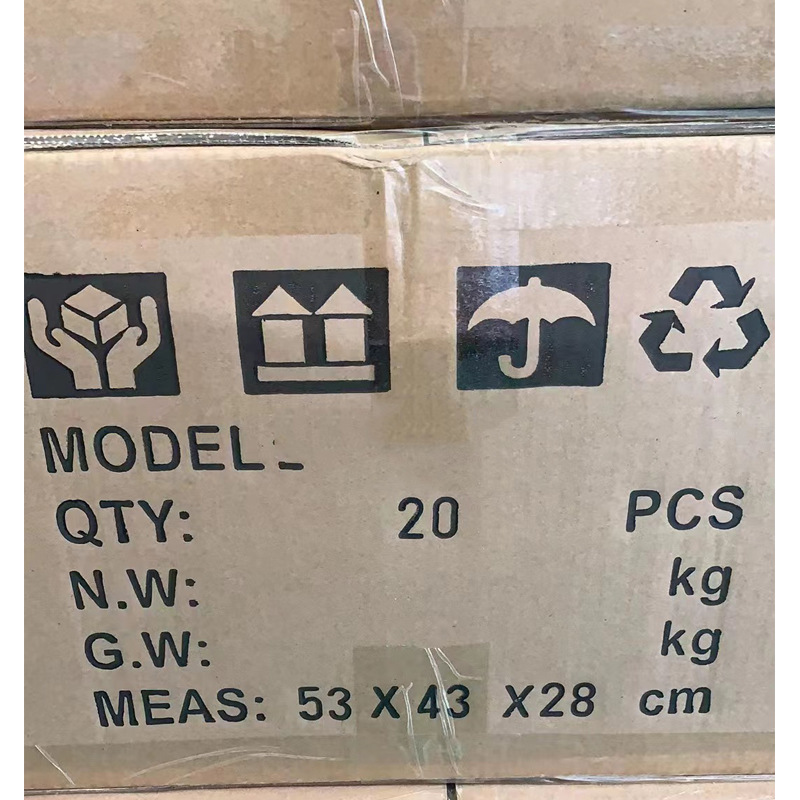 MODEL_
QTY: 20 PCS
N.W: kg
G.W: kg
MEAS: 53 X 43 X28 cm